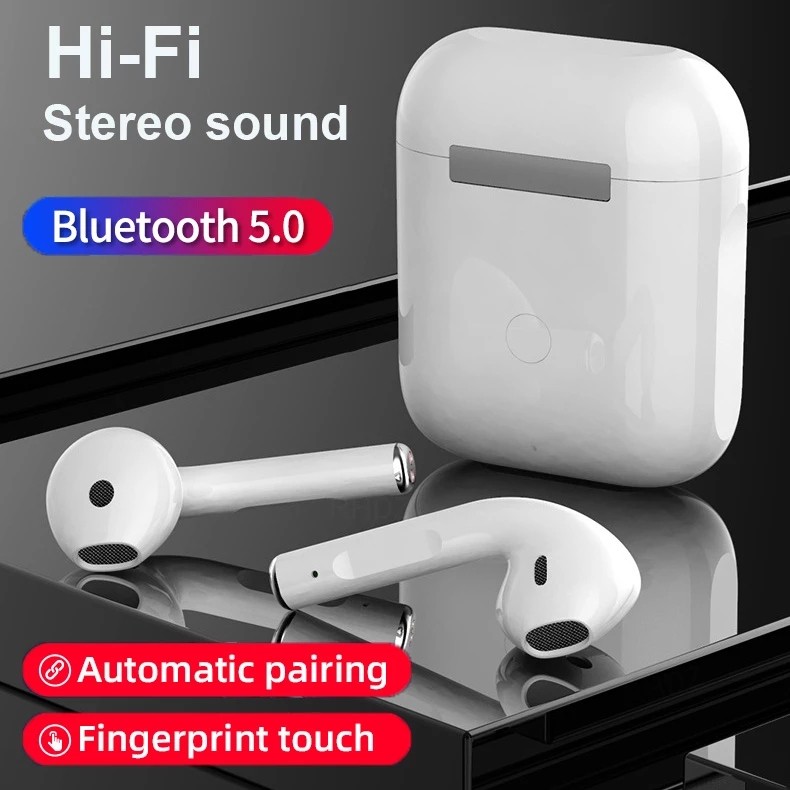 Hi-Fi
Stereo sound
Bluetooth 5.0
Automatic pairing
Fingerprint touch